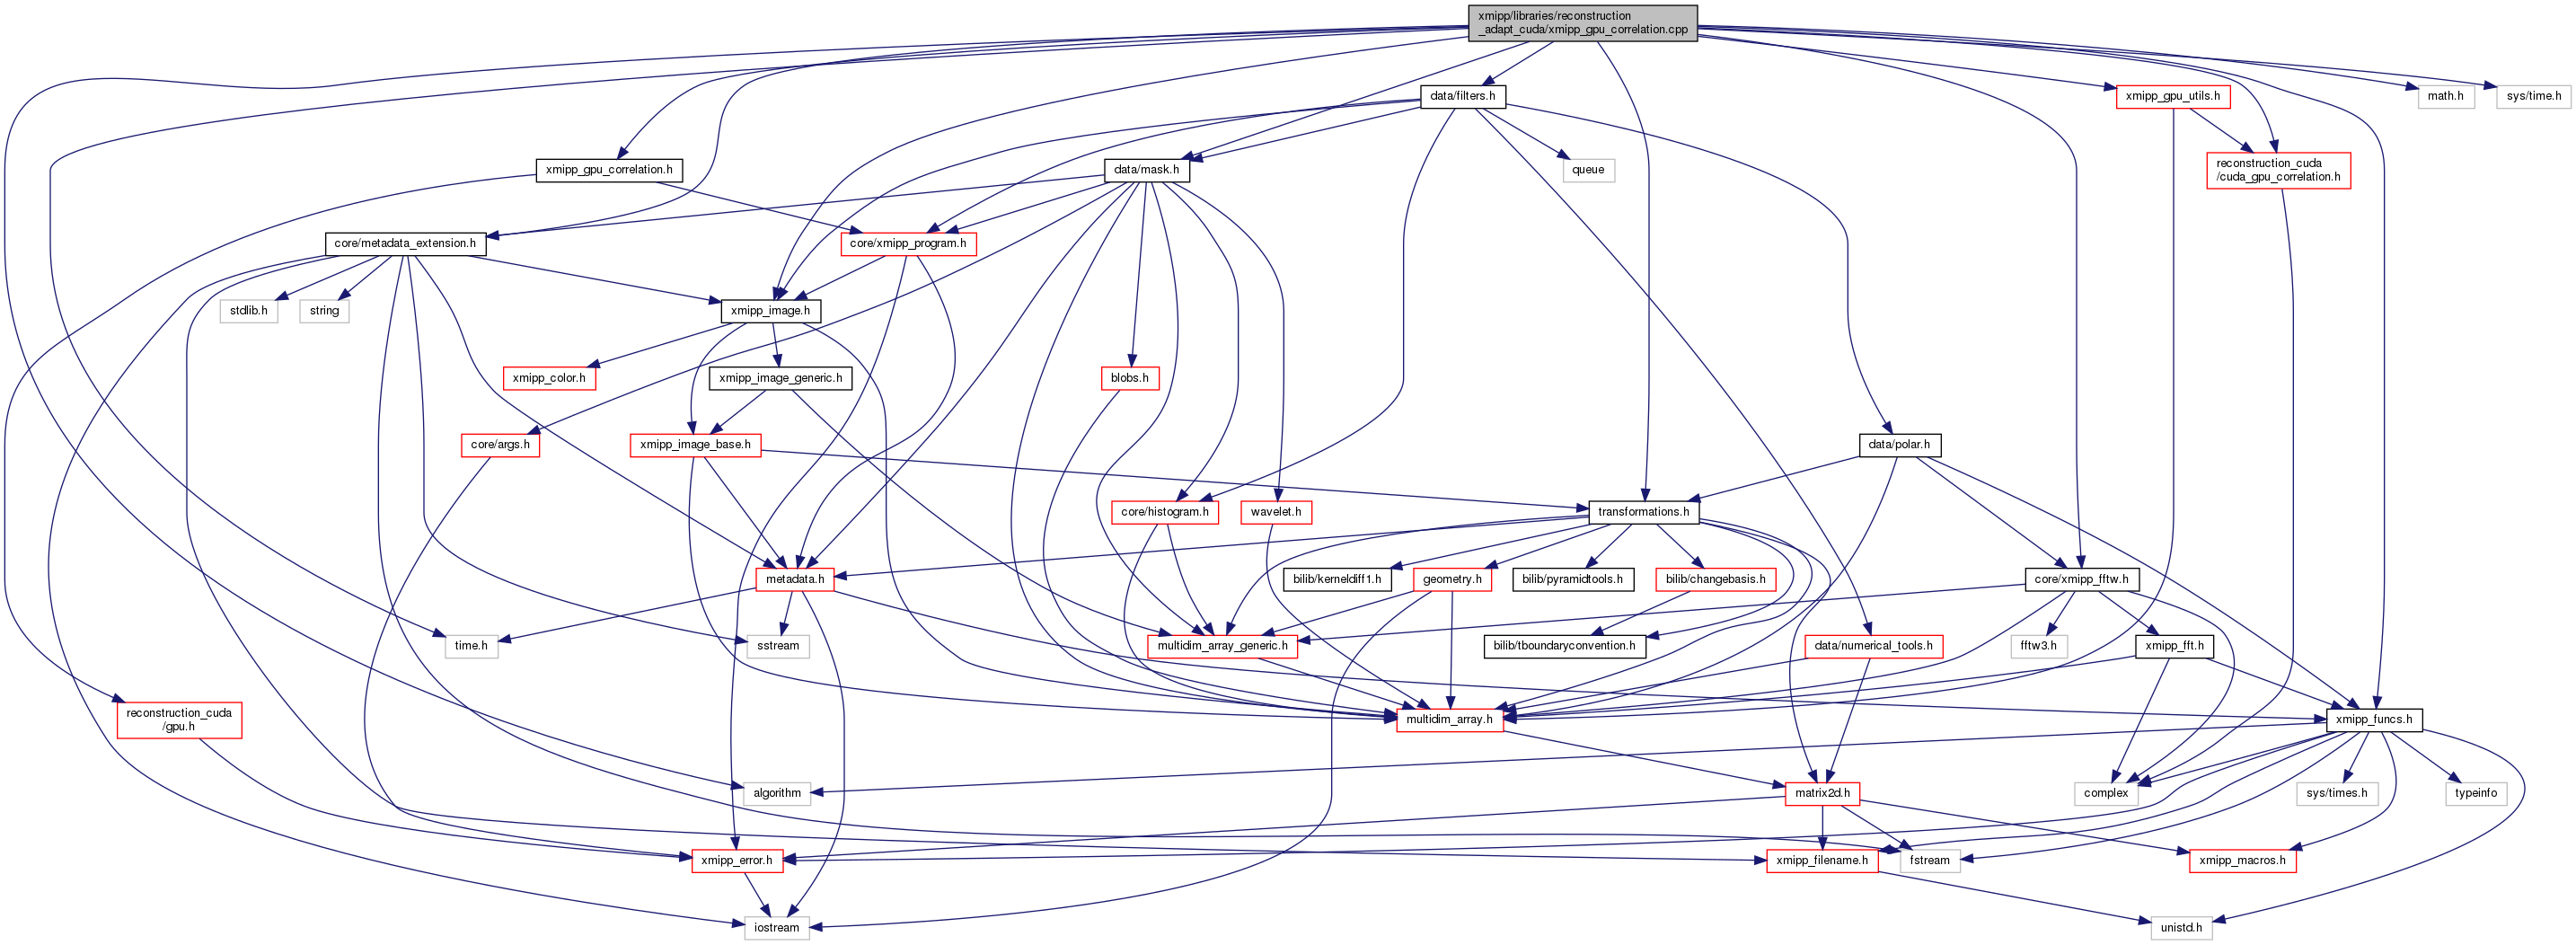 xmipp/libraries/reconstruction
_adapt_cuda/xmipp_gpu_correlation.cpp
data/filters.h
xmipp_gpu_utils.h
math.h
sys/time.h
xmipp_gpu_correlation.h
data/mask.h
queue
reconstruction_cuda
/cuda_gpu_correlation.h
core/metadata_extension.h
core/xmipp_program.h
stdlib.h
string
xmipp_image.h
xmipp_color.h
xmipp_image_generic.h
blobs.h
core/args.h
xmipp_image_base.h
data/polar.h
core/histogram.h
wavelet.h
transformations.h
metadata.h
bilib/kerneldiff1.h
geometry.h
bilib/pyramidtools.h
bilib/changebasis.h
core/xmipp_fftw.h
time.h
sstream
multidim_array_generic.h
bilib/tboundaryconvention.h
data/numerical_tools.h
fftw3.h
xmipp_fft.h
reconstruction_cuda
/gpu.h
multidim_array.h
xmipp_funcs.h
algorithm
matrix2d.h
complex
sys/times.h
typeinfo
xmipp_error.h
xmipp_filename.h
fstream
xmipp_macros.h
iostream
unistd.h